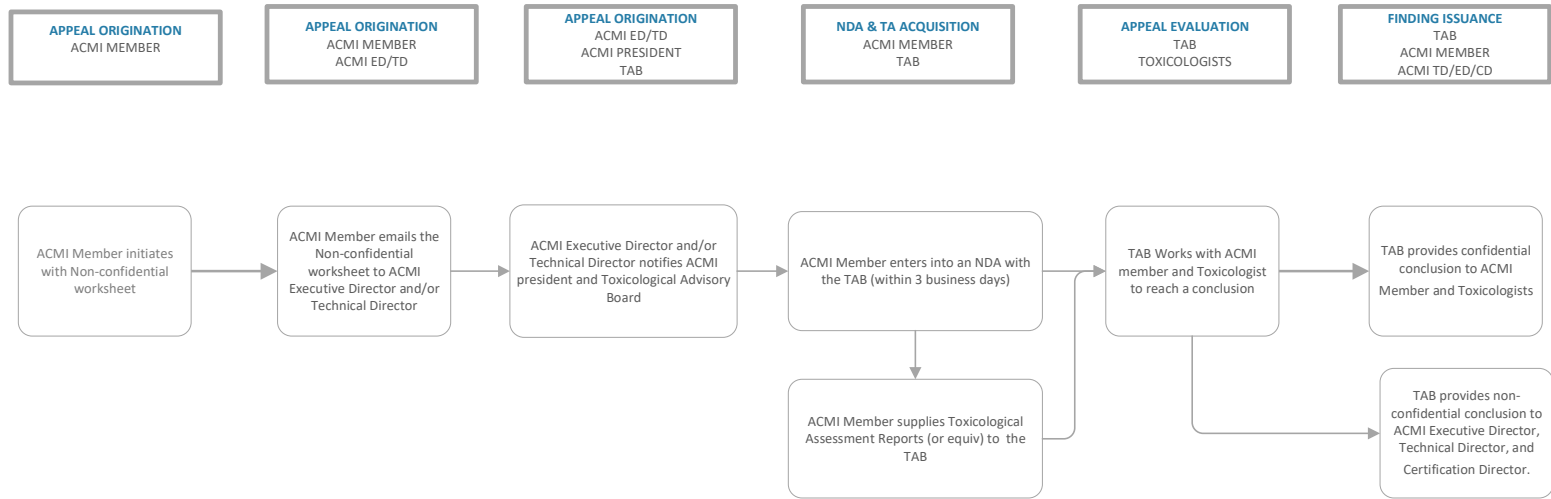 APPEAL ORIGINATION
ACMI MEMBER
APPEAL ORIGINATION
ACMI MEMBER
ACMI ED/TD
APPEAL ORIGINATION
ACMI ED/TD
ACMI PRESIDENT
TAB
NDA & TA ACQUISITION
ACMI MEMBER
TAB
APPEAL EVALUATION
TAB
TOXICOLOGISTS
FINDING ISSUANCE
TAB
ACMI MEMBER
ACMI TD/ED/CD
ACMI Member initiates
with Non-confidential
worksheet
ACMI Member emails the
Non-confidential
worksheet to ACMI
Executive Director and/or
Technical Director
ACMI Executive Director and/or
Technical Director notifies ACMI
president and Toxicological Advisory
Board
ACMI Member enters into an NDA with
the TAB (within 3 business days)
TAB Works with ACMI
member and Toxicologist
to reach a conclusion
TAB provides confidential
conclusion to ACMI
Member and Toxicologists
ACMI Member supplies Toxicological
Assessment Reports (or equiv) to the
TAB
TAB provides non-
confidential conclusion to
ACMI Executive Director,
Technical Director, and
Certification Director.